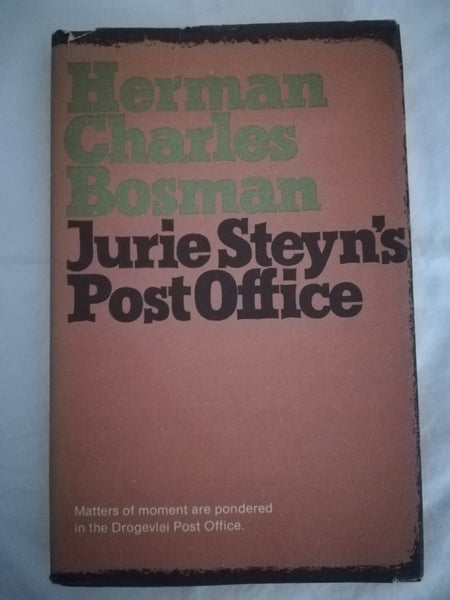 Herman
Charles
Bosman
Jurie Steyn's
Post Office
Matters of moment are pondered
in the Drogevlei Post Office.